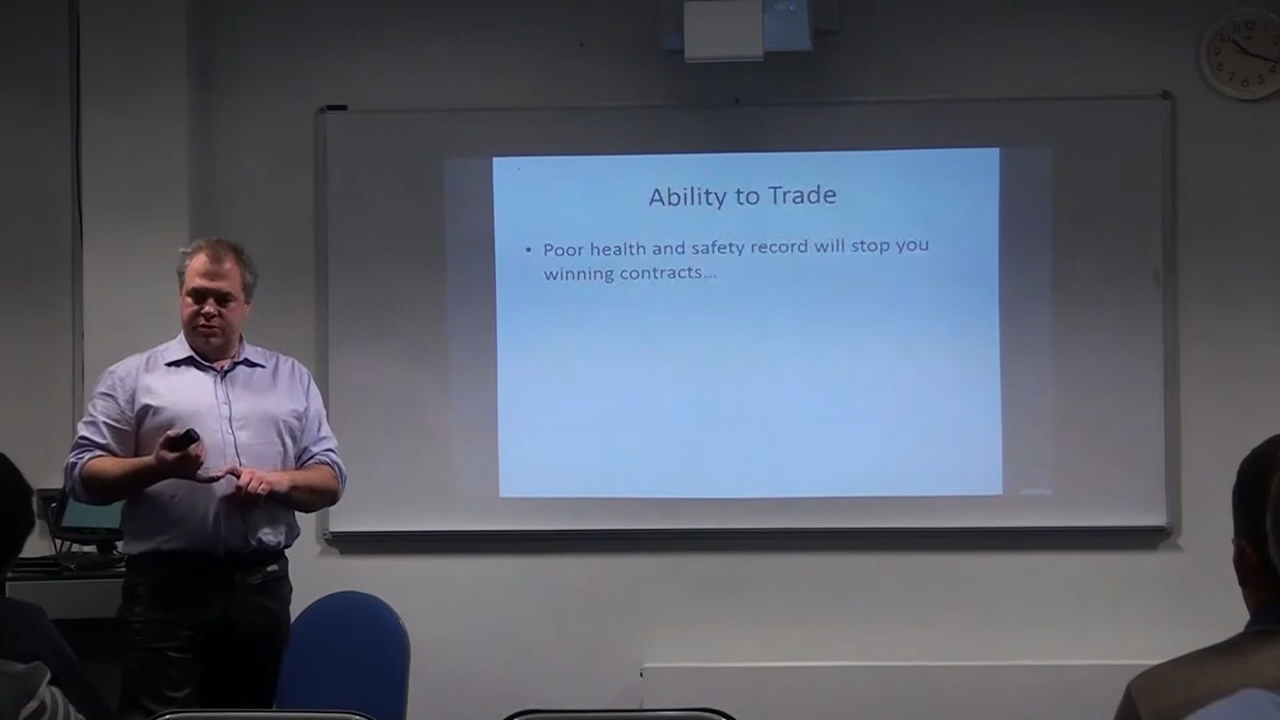 Ability to Trade
• Poor health and safety record will stop you
winning contracts...